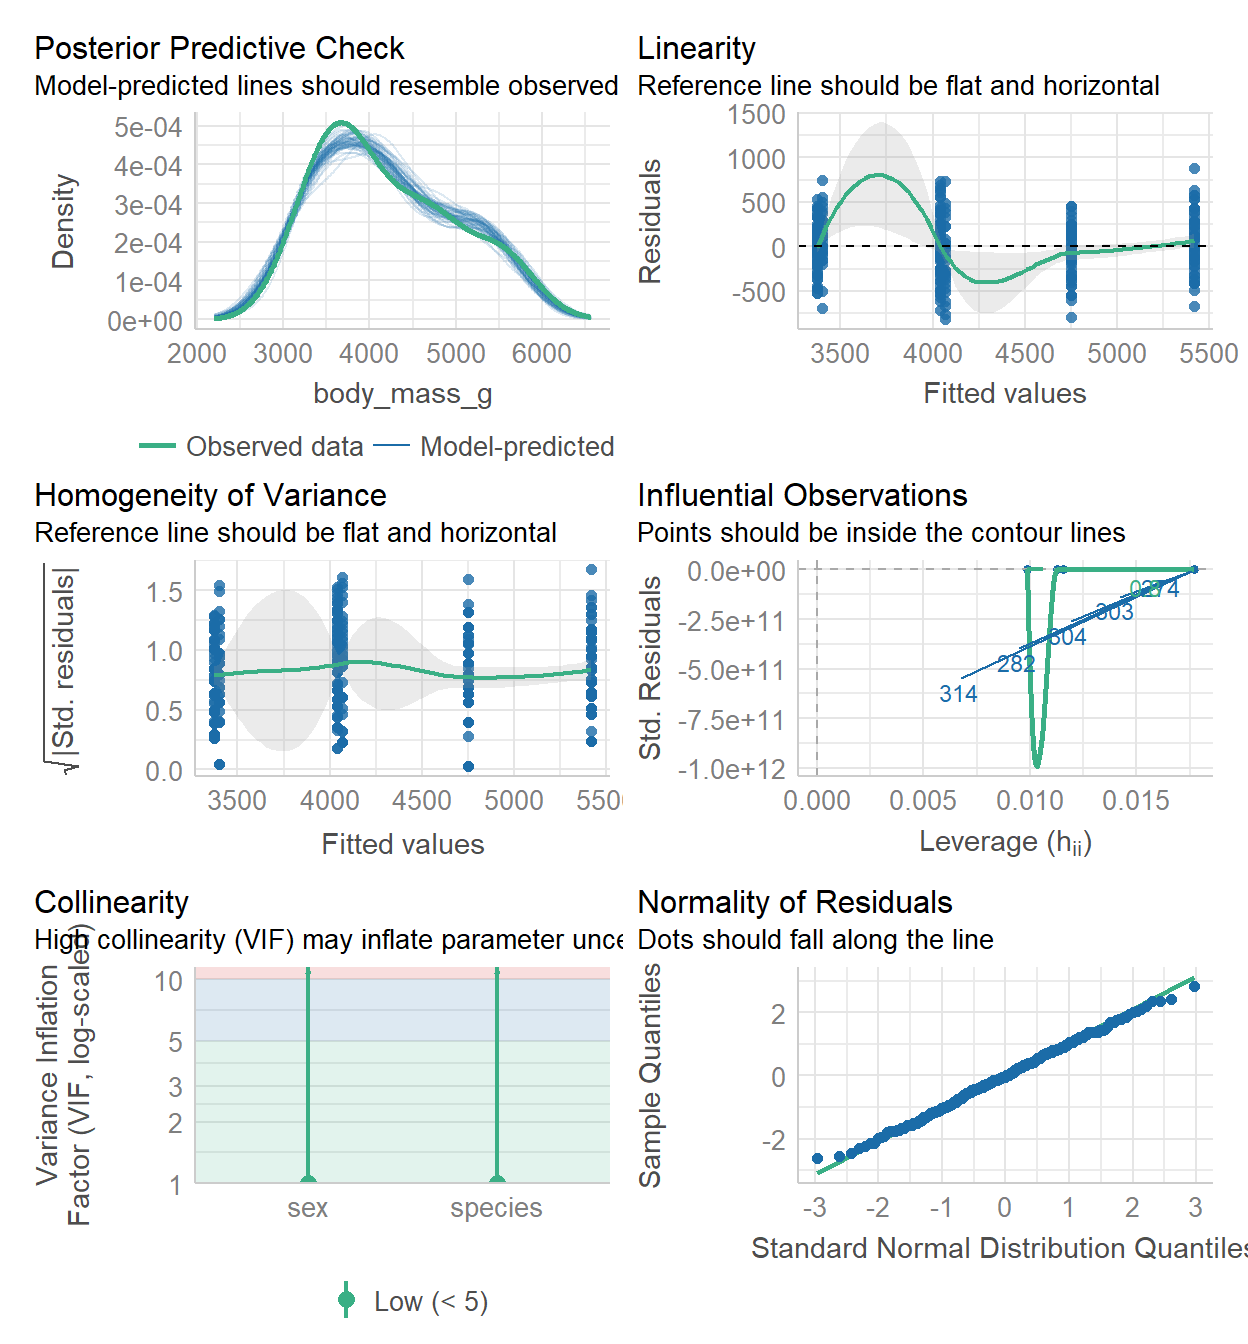 Posterior Predictive Check
Model-predicted lines should resemble observed
Density
5e-04
4e-04
3e-04
2e-04
1e-04
0e+00
2000 3000 4000 5000 6000
body_mass_g
Observed data Model-predicted
Linearity
Reference line should be flat and horizontal
Residuals
1500
1000
500
0
-500
3500 4000 4500 5000 5500
Fitted values
Homogeneity of Variance
Reference line should be flat and horizontal
√|Std. residuals|
1.5
1.0
0.5
0.0
3500 4000 4500 5000 550
Fitted values
Influential Observations
Points should be inside the contour lines
Std. Residuals
0.0e+00
-2.5e+11
-5.0e+11
-7.5e+11
-1.0e+12
274
303
304
282
314
0.000 0.005 0.010 0.015
Leverage (hii)
Collinearity
High collinearity (VIF) may inflate parameter unce
Variance Inflation
Factor (VIF, log-scaled)
10
5
3
2
1
sex species
Low (< 5)
Normality of Residuals
Dots should fall along the line
Sample Quantiles
2
0
-2
-3 -2 -1 0 1 2 3
Standard Normal Distribution Quantiles